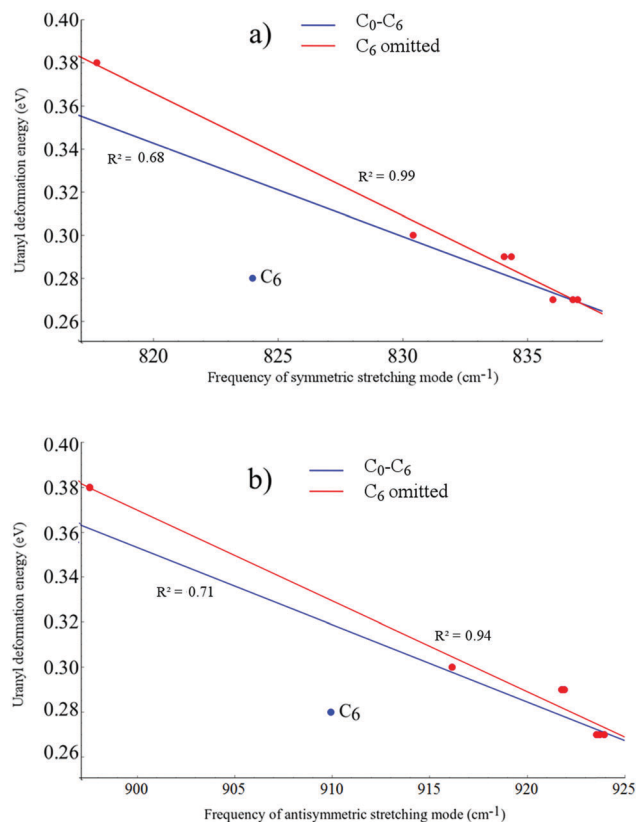 a)
C₀-C₆
C₆ omitted
0.40
0.38
0.36
0.34
0.32
0.30
0.28
0.26
Uranyl deformation energy (eV)
R² = 0.68
R² = 0.99
C₆
820
825
830
835
Frequency of symmetric stretching mode (cm⁻¹)
b)
C₀-C₆
C₆ omitted
0.40
0.38
0.36
0.34
0.32
0.30
0.28
0.26
Uranyl deformation energy (eV)
R² = 0.71
R² = 0.94
C₆
900
905
910
915
920
925
Frequency of antisymmetric stretching mode (cm⁻¹)